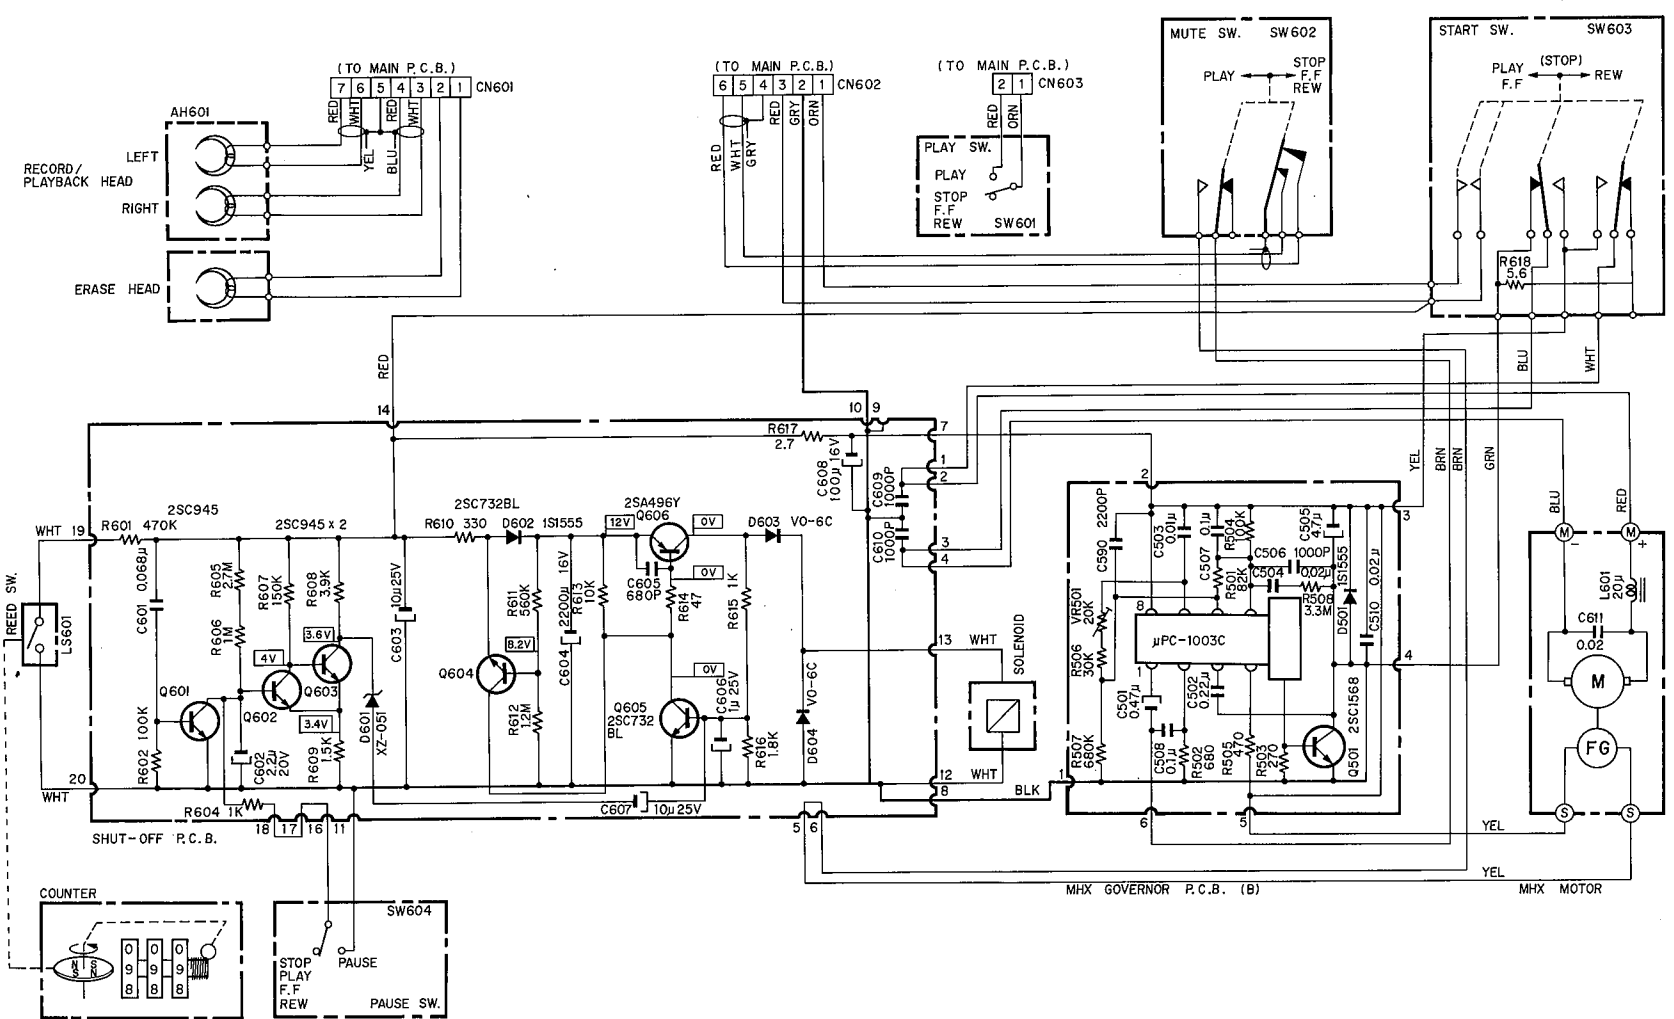 (TO MAIN P.C.B.)
7 6 5 4 3 2 1 CN601
RED WHT RED WHT
YEL BLU
AH601
LEFT
RECORD/
PLAYBACK HEAD
RIGHT
ERASE HEAD
(TO MAIN P.C.B.)
6 5 4 3 2 1 CN602
RED GRY ORN
RED WHT GRY
(TO MAIN P.C.B.)
2 1 CN603
RED ORN
PLAY SW.
PLAY
STOP
F.F
REW SW601
MUTE SW. SW602
PLAY STOP
F.F
REW
START SW. SW603
PLAY (STOP) REW
F.F
R618
5.6
RED
BLU
WHT
14
10 9
R617
2.7
C608
100µ 16V
C609
1000P
C610
1000P
7
1
2
3
4
WHT 19 R601 470K
2SC945
2SC945 x 2
C601 0.068µ
R605
2.7M
R606
1M
R607
150K
R608
3.9K
3.6V
4V
3.4V
Q601
Q602
Q603
R602 100K
C602
2.2µ
20V
R609
1.5K
D601
XZ-051
C603
10µ25V
R604 1K
18 17 16 11
20
WHT
REED SW.
LS601
SHUT-OFF P.C.B.
2SC732BL
R610 330 D602 1S1555
R611
560K
8.2V
Q604
R612
1.2M
C604
2200µ 16V
R613
10K
12V
2SA496Y
Q606
0V
C605
680P
0V
R614
47
R615 1K
0V
Q605
2SC732
BL
C606
1µ 25V
R616
1.8K
C607 10µ25V
D603 VO-6C
VO-6C
D604
13 WHT
SOLENOID
12 WHT
8 BLK
5 6
MHX GOVERNOR P.C.B. (B)
2
3
4
1
6
5
C590 2200P
C503
0.01µ
C507 0.1µ
R504
100K
R501
82K
C505
4.7µ
C506 1000P
C504 0.02µ
R508
3.3M
1S1555
D501
C510 0.02µ
VR501
20K
R506
30K
8
µPC-1003C
1
C501
0.47µ
C502
0.22µ
R507
680K
C508
0.1µ
R502
680
R505
470
R503
270
Q501
2SC1568
YEL
BRN
BRN
GRN
YEL
YEL
BLU
RED
M
M
-
+
L601
20µ
C611
0.02
M
FG
S
S
MHX MOTOR
COUNTER
N S
S N
0 0 0
9 9 9
8 8 8
SW604
STOP PAUSE
PLAY
F.F
REW PAUSE SW.